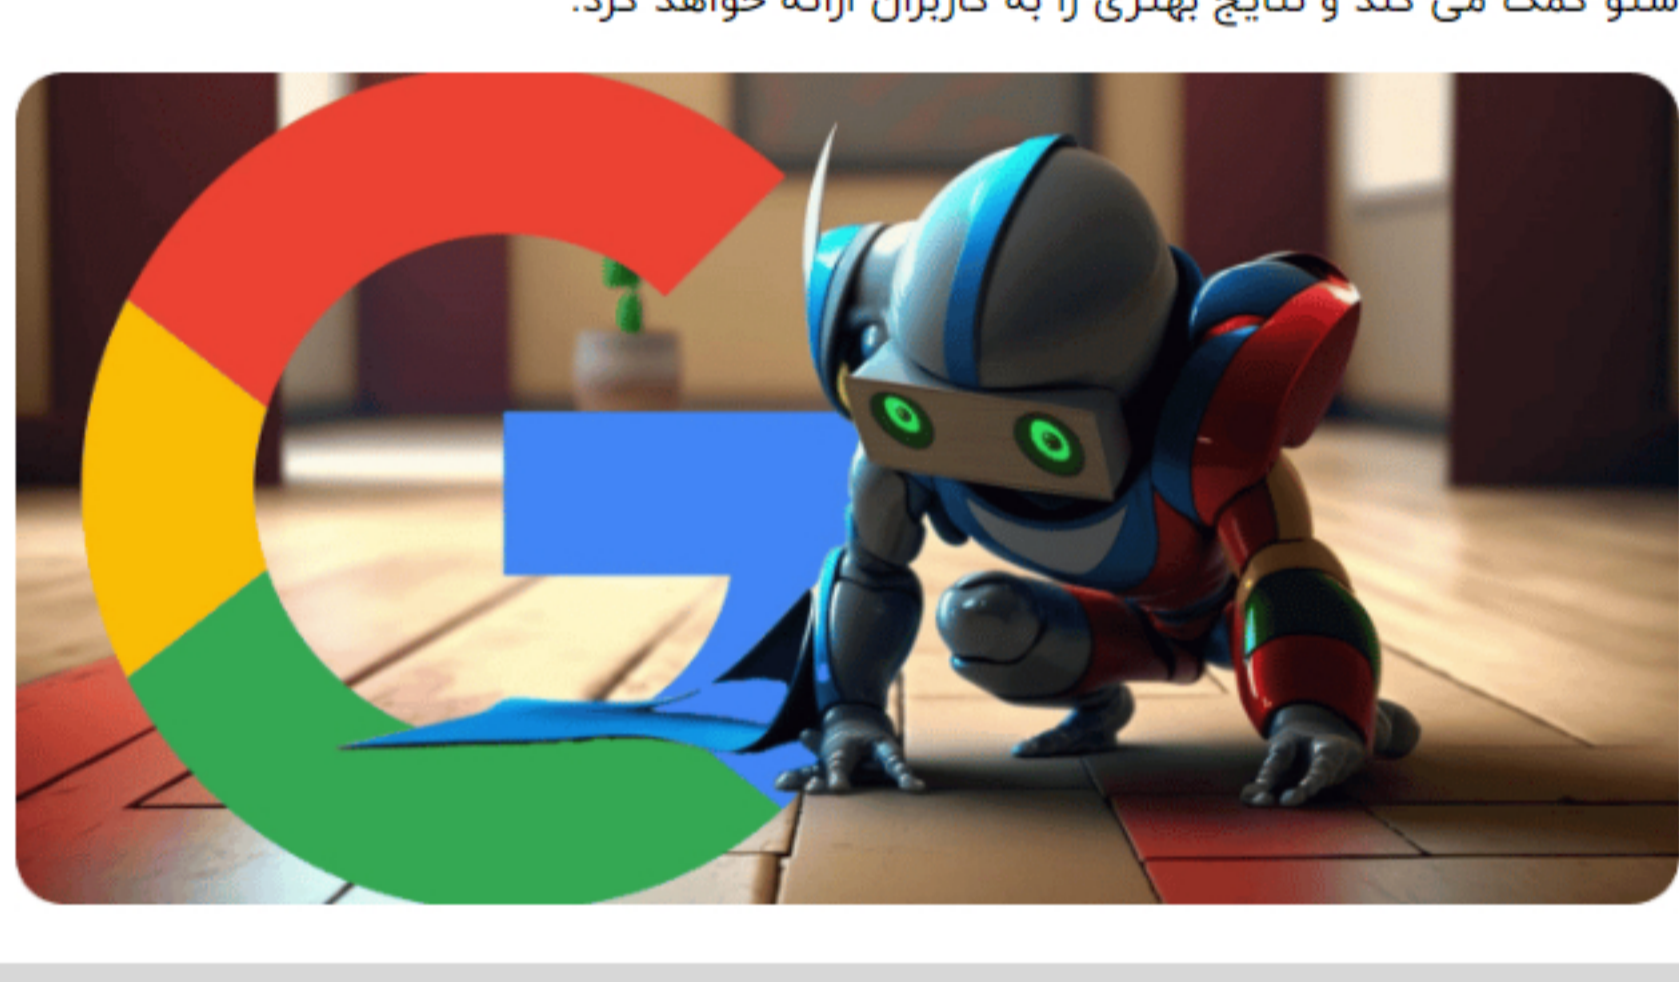 کمک می کند و نتایج بهتری را به کاربران ارائه خواهد کرد.
G